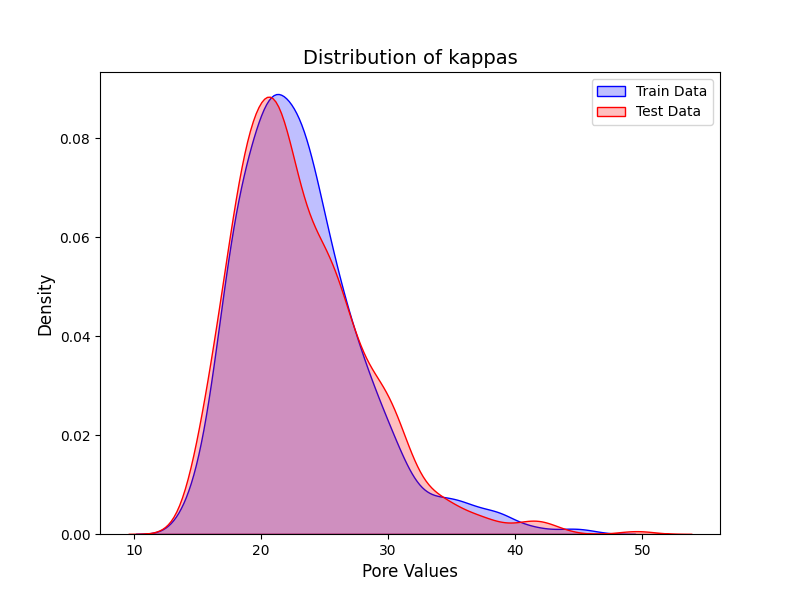 Distribution of kappas
Train Data
Test Data
Density
0.08
0.06
0.04
0.02
0.00
10 20 30 40 50
Pore Values